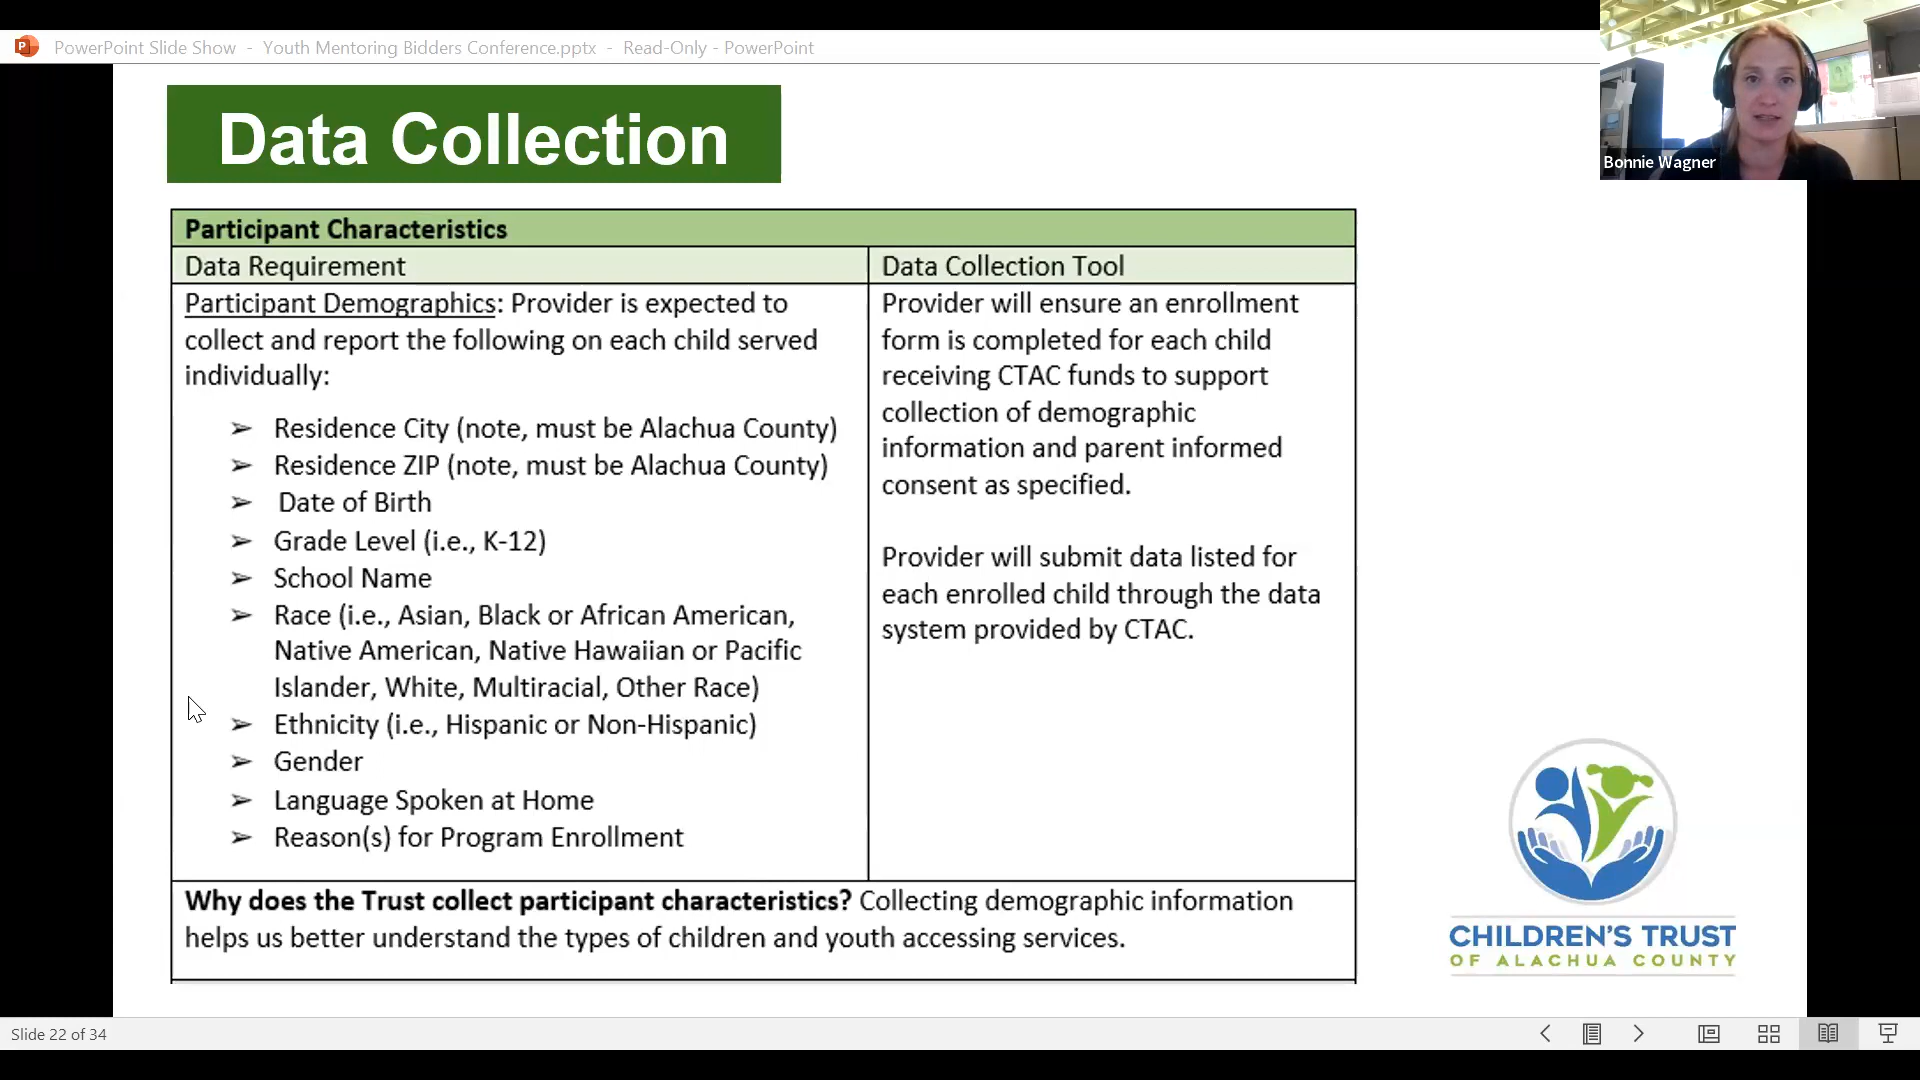 PowerPoint Slide Show - Youth Mentoring Bidders Conference.pptx - Read-Only - PowerPoint
Bonnie Wagner
Data Collection
Participant Characteristics
Data Requirement
Data Collection Tool
Participant Demographics: Provider is expected to
collect and report the following on each child served
individually:
➢ Residence City (note, must be Alachua County)
➢ Residence ZIP (note, must be Alachua County)
➢ Date of Birth
➢ Grade Level (i.e., K-12)
➢ School Name
➢ Race (i.e., Asian, Black or African American,
Native American, Native Hawaiian or Pacific
Islander, White, Multiracial, Other Race)
➢ Ethnicity (i.e., Hispanic or Non-Hispanic)
➢ Gender
➢ Language Spoken at Home
➢ Reason(s) for Program Enrollment
Provider will ensure an enrollment
form is completed for each child
receiving CTAC funds to support
collection of demographic
information and parent informed
consent as specified.
Provider will submit data listed for
each enrolled child through the data
system provided by CTAC.
Why does the Trust collect participant characteristics? Collecting demographic information
helps us better understand the types of children and youth accessing services.
CHILDREN'S TRUST
OF ALACHUA COUNTY
Slide 22 of 34